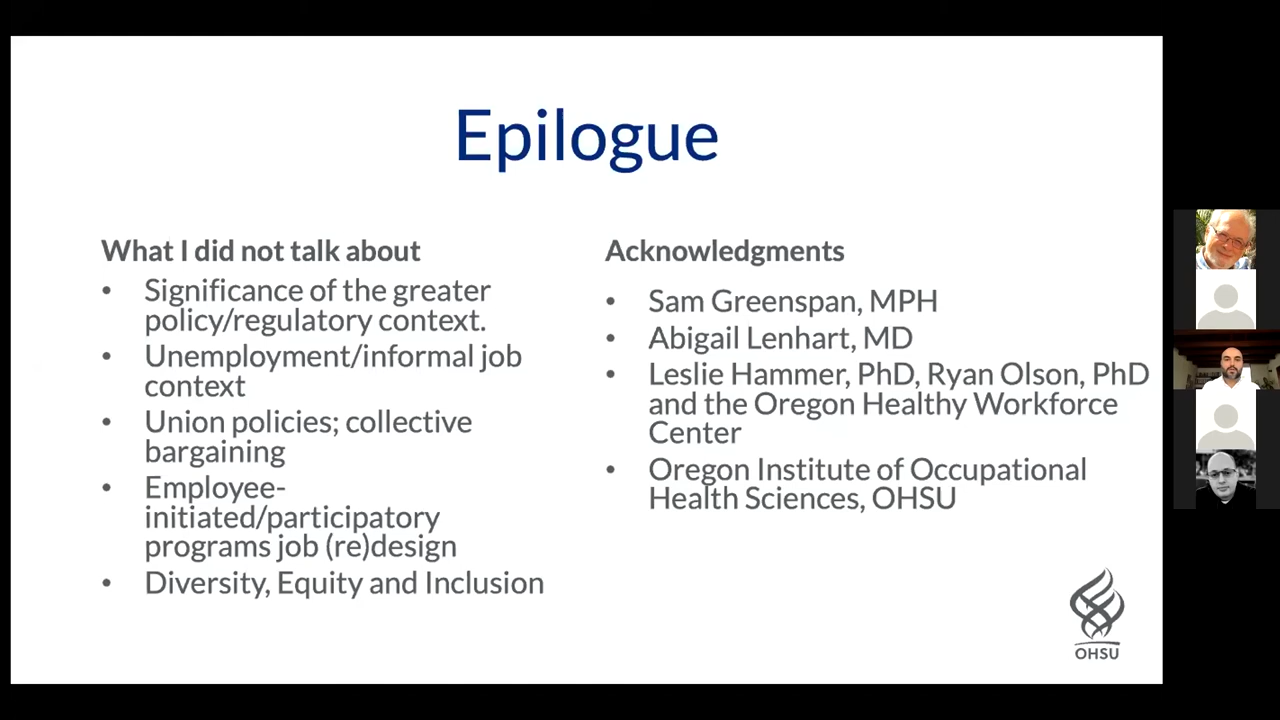 Epilogue
What I did not talk about
• Significance of the greater
policy/regulatory context.
• Unemployment/informal job
context
• Union policies; collective
bargaining
• Employee-
initiated/participatory
programs job (re)design
• Diversity, Equity and Inclusion
Acknowledgments
• Sam Greenspan, MPH
• Abigail Lenhart, MD
• Leslie Hammer, PhD, Ryan Olson, PhD
and the Oregon Healthy Workforce
Center
• Oregon Institute of Occupational
Health Sciences, OHSU
OHSU